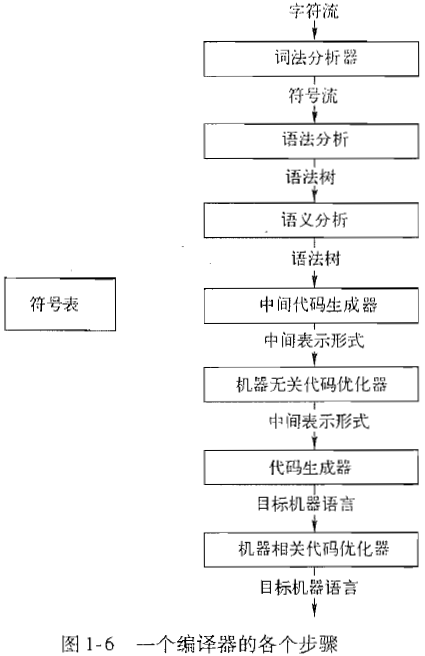 字符流
词法分析器
符号流
语法分析
语法树
语义分析
语法树
符号表
中间代码生成器
中间表示形式
机器无关代码优化器
中间表示形式
代码生成器
目标机器语言
机器相关代码优化器
目标机器语言
图1-6 一个编译器的各个步骤